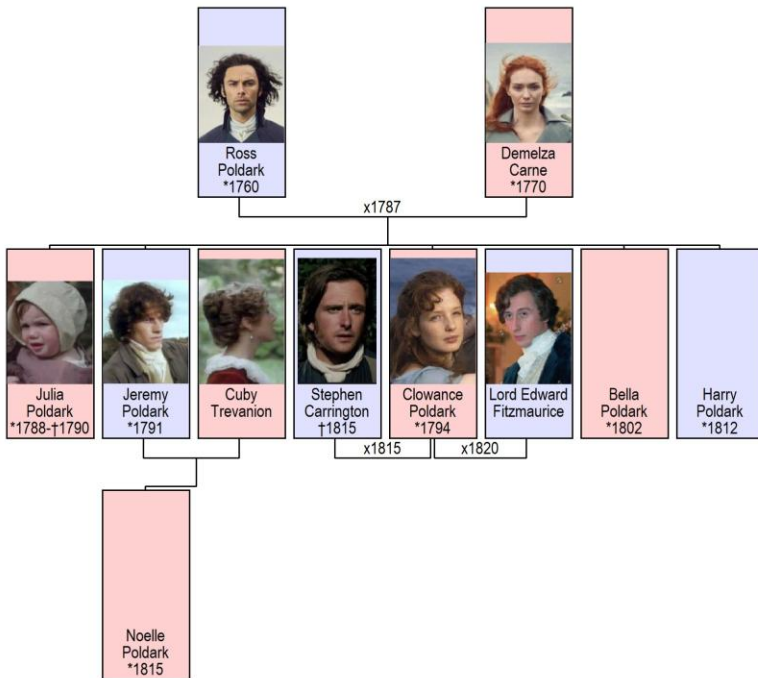 Ross
Poldark
*1760
Demelza
Carne
*1770
x1787
Julia
Poldark
*1788-†1790
Jeremy
Poldark
*1791
Cuby
Trevanion
Stephen
Carrington
†1815
Clowance
Poldark
*1794
Lord Edward
Fitzmaurice
Bella
Poldark
*1802
Harry
Poldark
*1812
x1815
x1820
Noelle
Poldark
*1815